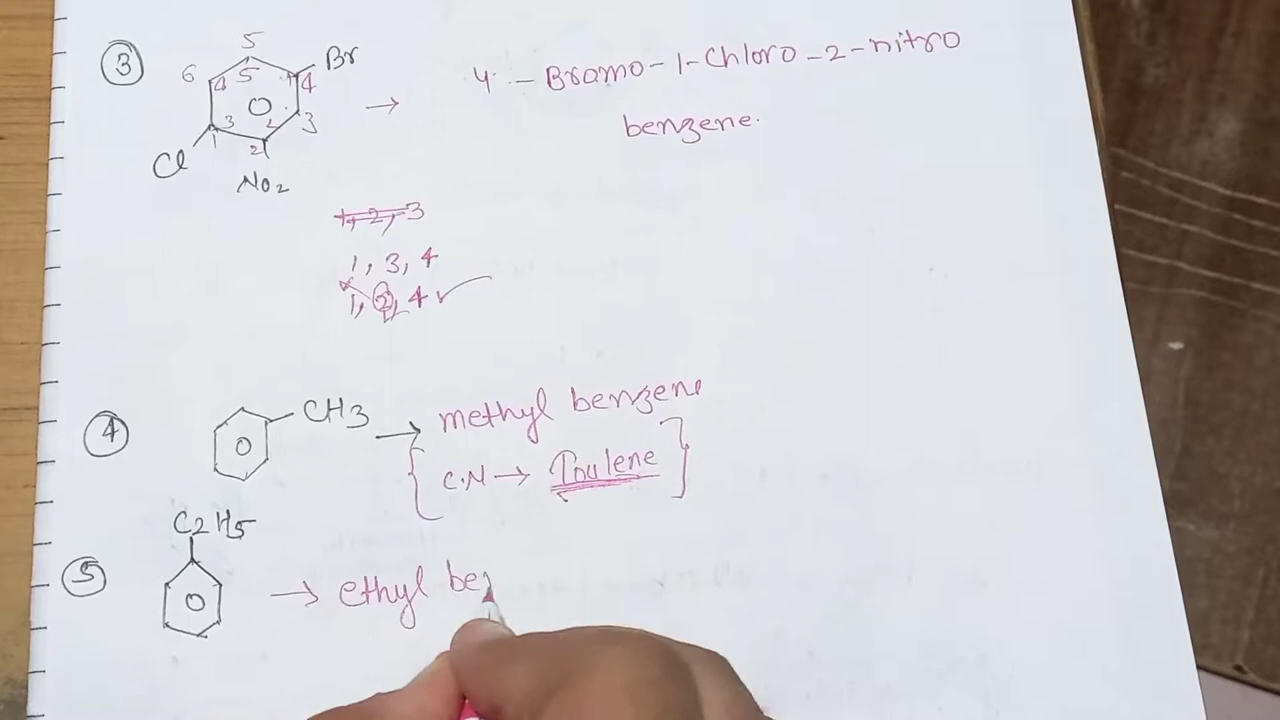 ③
5
6 4 5 4 Br
3 2 3
Cl 1 2
NO2
→ 4 - Bromo - 1 - Chloro - 2 - nitro
benzene.
1, 2, 3
1, 3, 4
1, 2, 4 ✓
④ CH3 → methyl benzene
C.N → Toulene
C2H5
⑤ → ethyl be